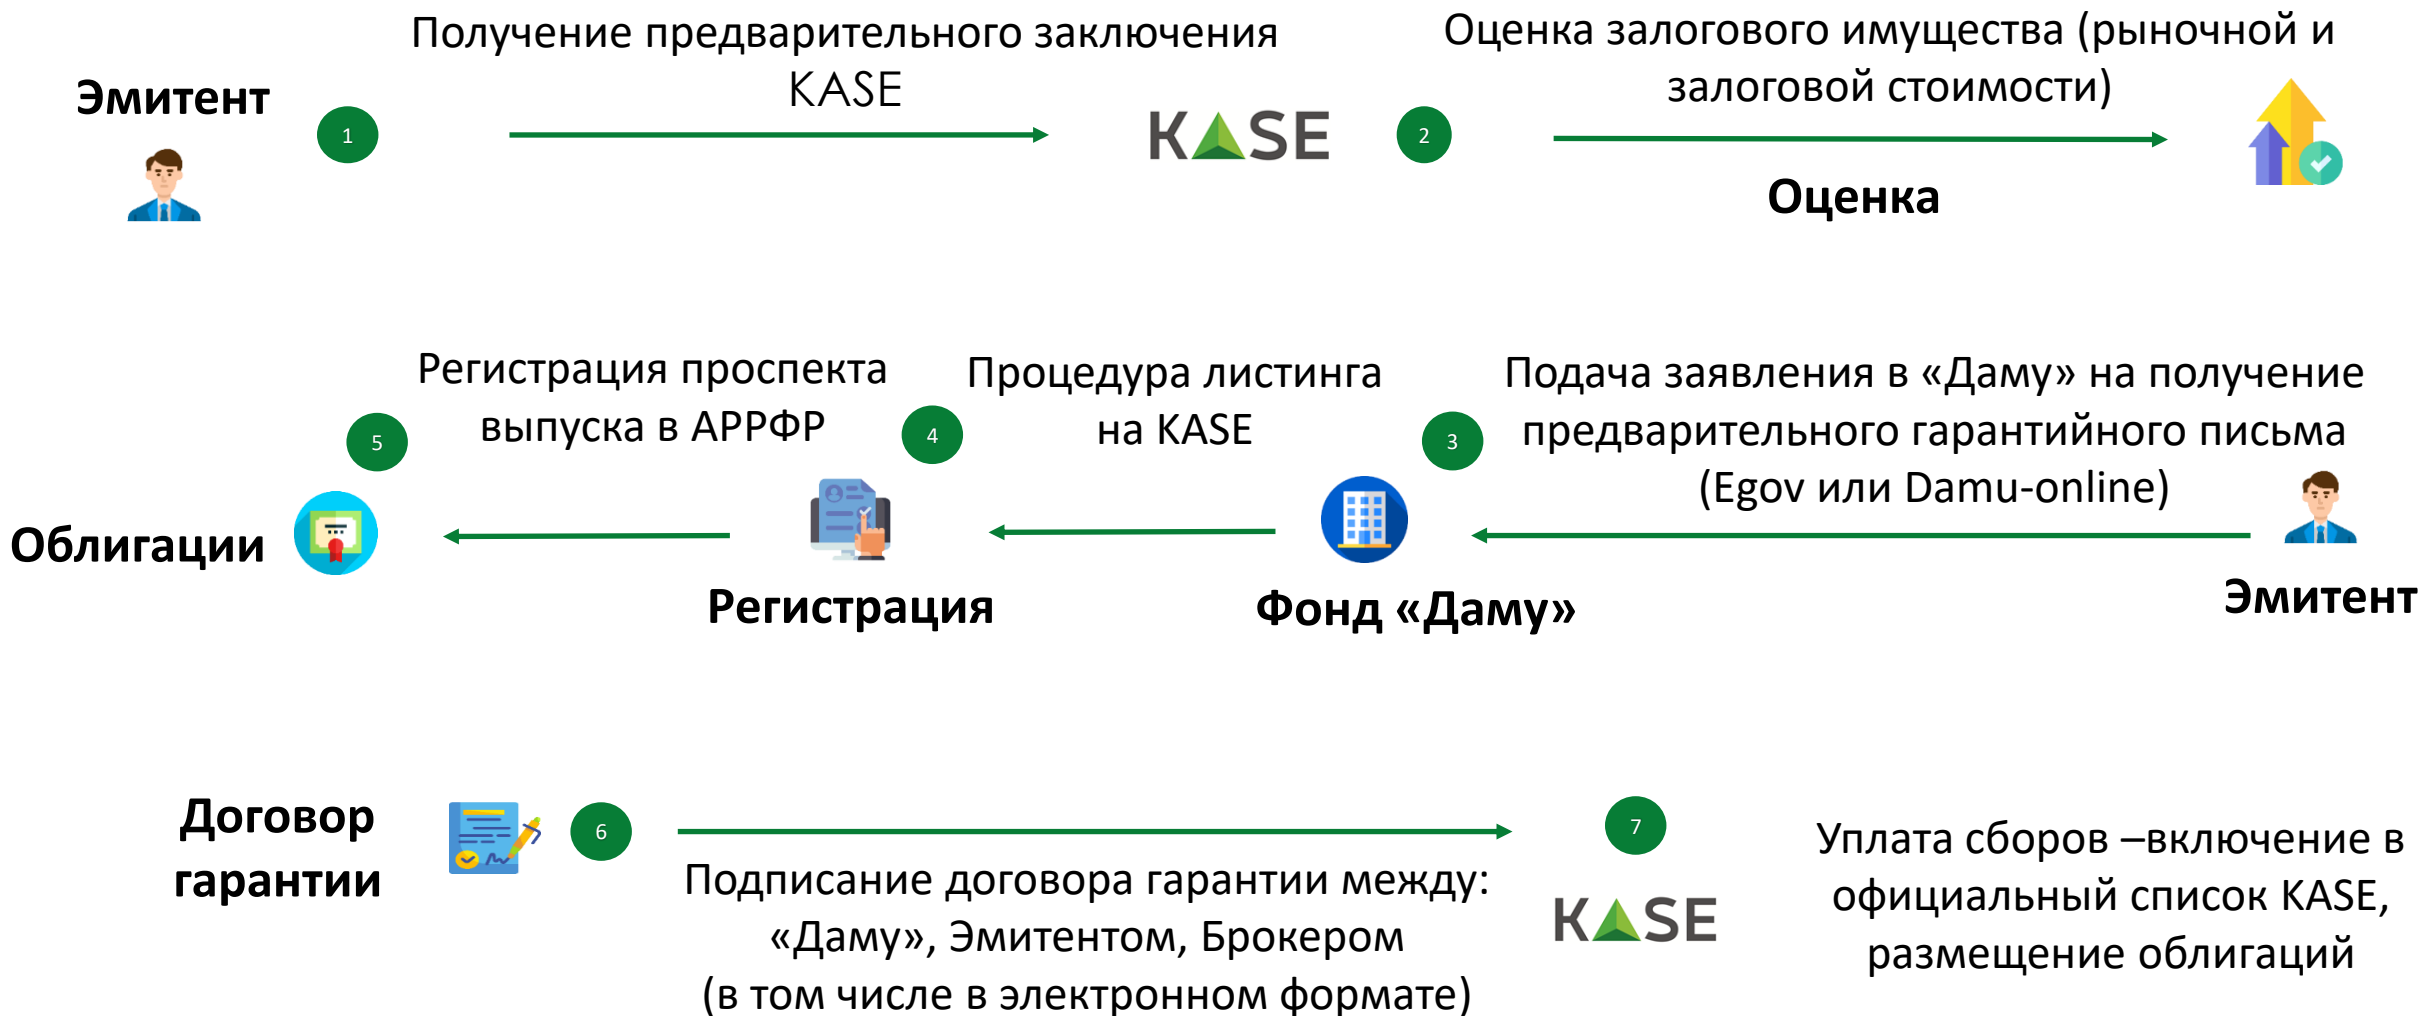 Получение предварительного заключения
KASE
Эмитент
1
KASE
2
Оценка залогового имущества (рыночной и
залоговой стоимости)
Оценка
Подача заявления в «Даму» на получение
предварительного гарантийного письма
(Egov или Damu-online)
3
Эмитент
Фонд «Даму»
Процедура листинга
на KASE
4
Регистрация
Регистрация проспекта
выпуска в АРРФР
5
Облигации
Договор
гарантии
6
Подписание договора гарантии между:
«Даму», Эмитентом, Брокером
(в том числе в электронном формате)
7
KASE
Уплата сборов –включение в
официальный список KASE,
размещение облигаций